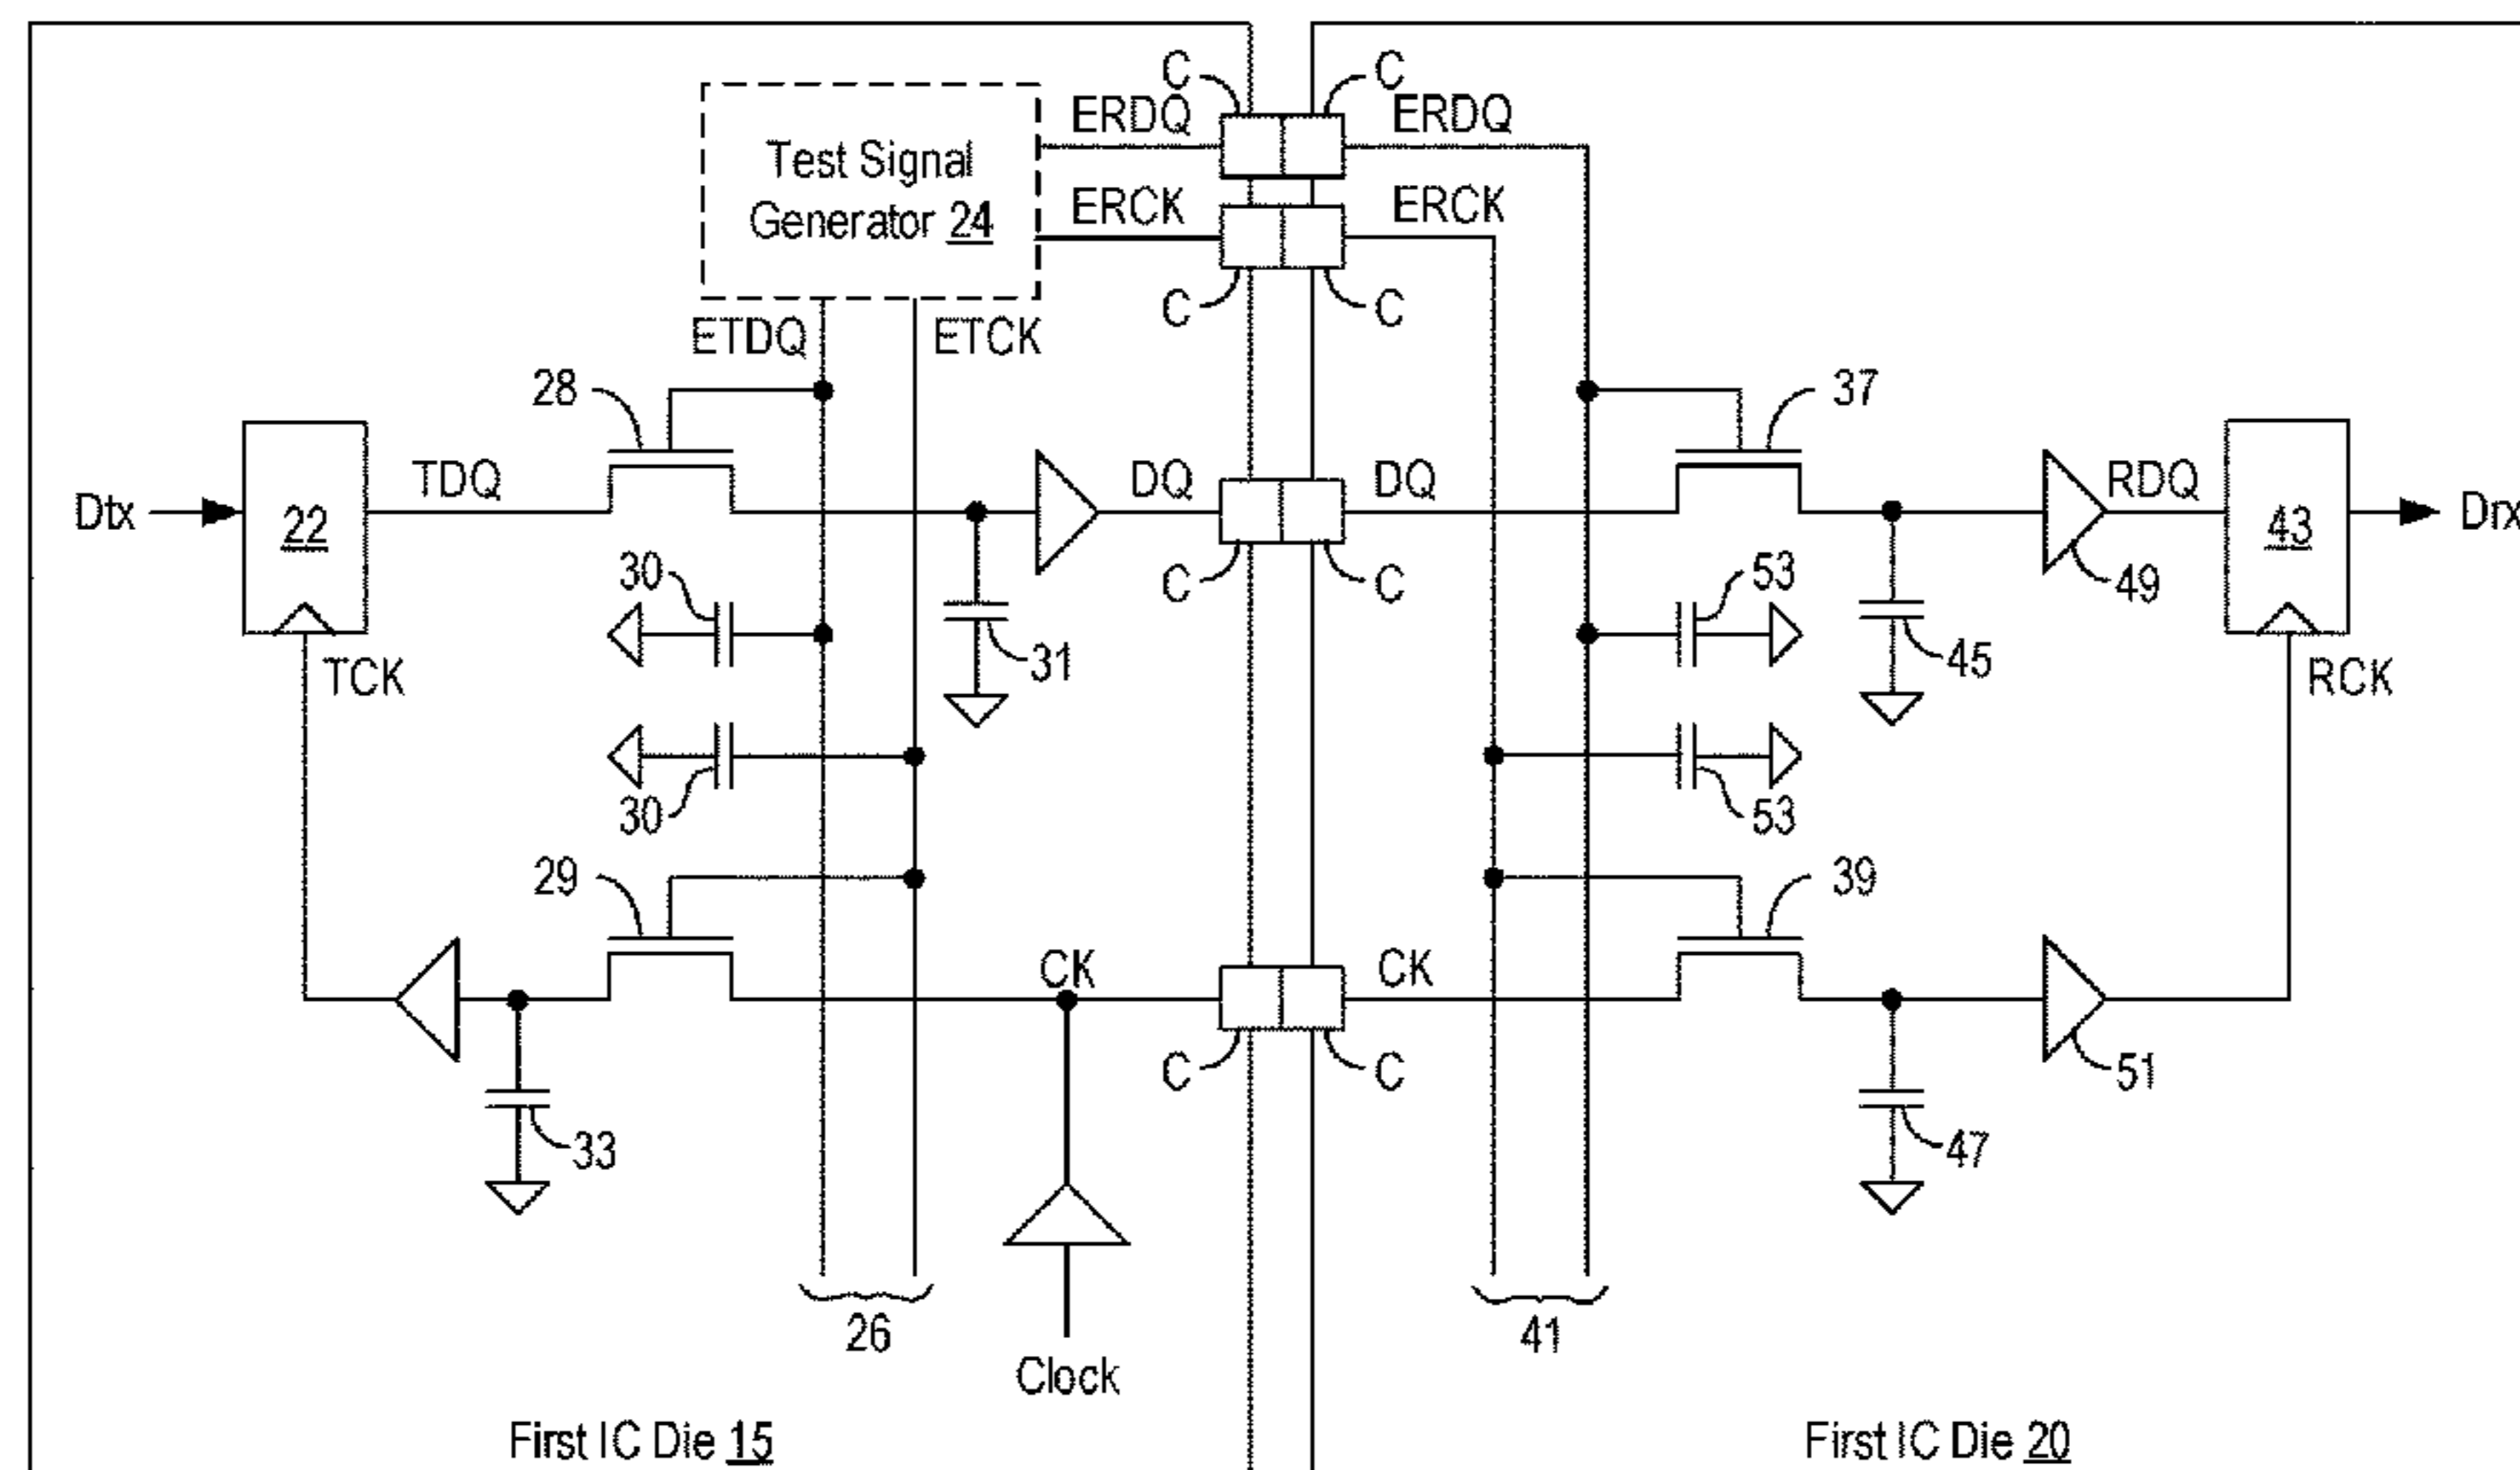 C C
ERDQ ERDQ
Test Signal
Generator 24
ERCK ERCK
C C
ETDQ ETCK
28 37
TDQ DQ DQ RDQ
Dtx 22 43 Drx
30 C C 53 49
TCK 31 45 RCK
30 53
29 39
CK CK
C C 51
33 47
26 41
Clock
First IC Die 15 First IC Die 20